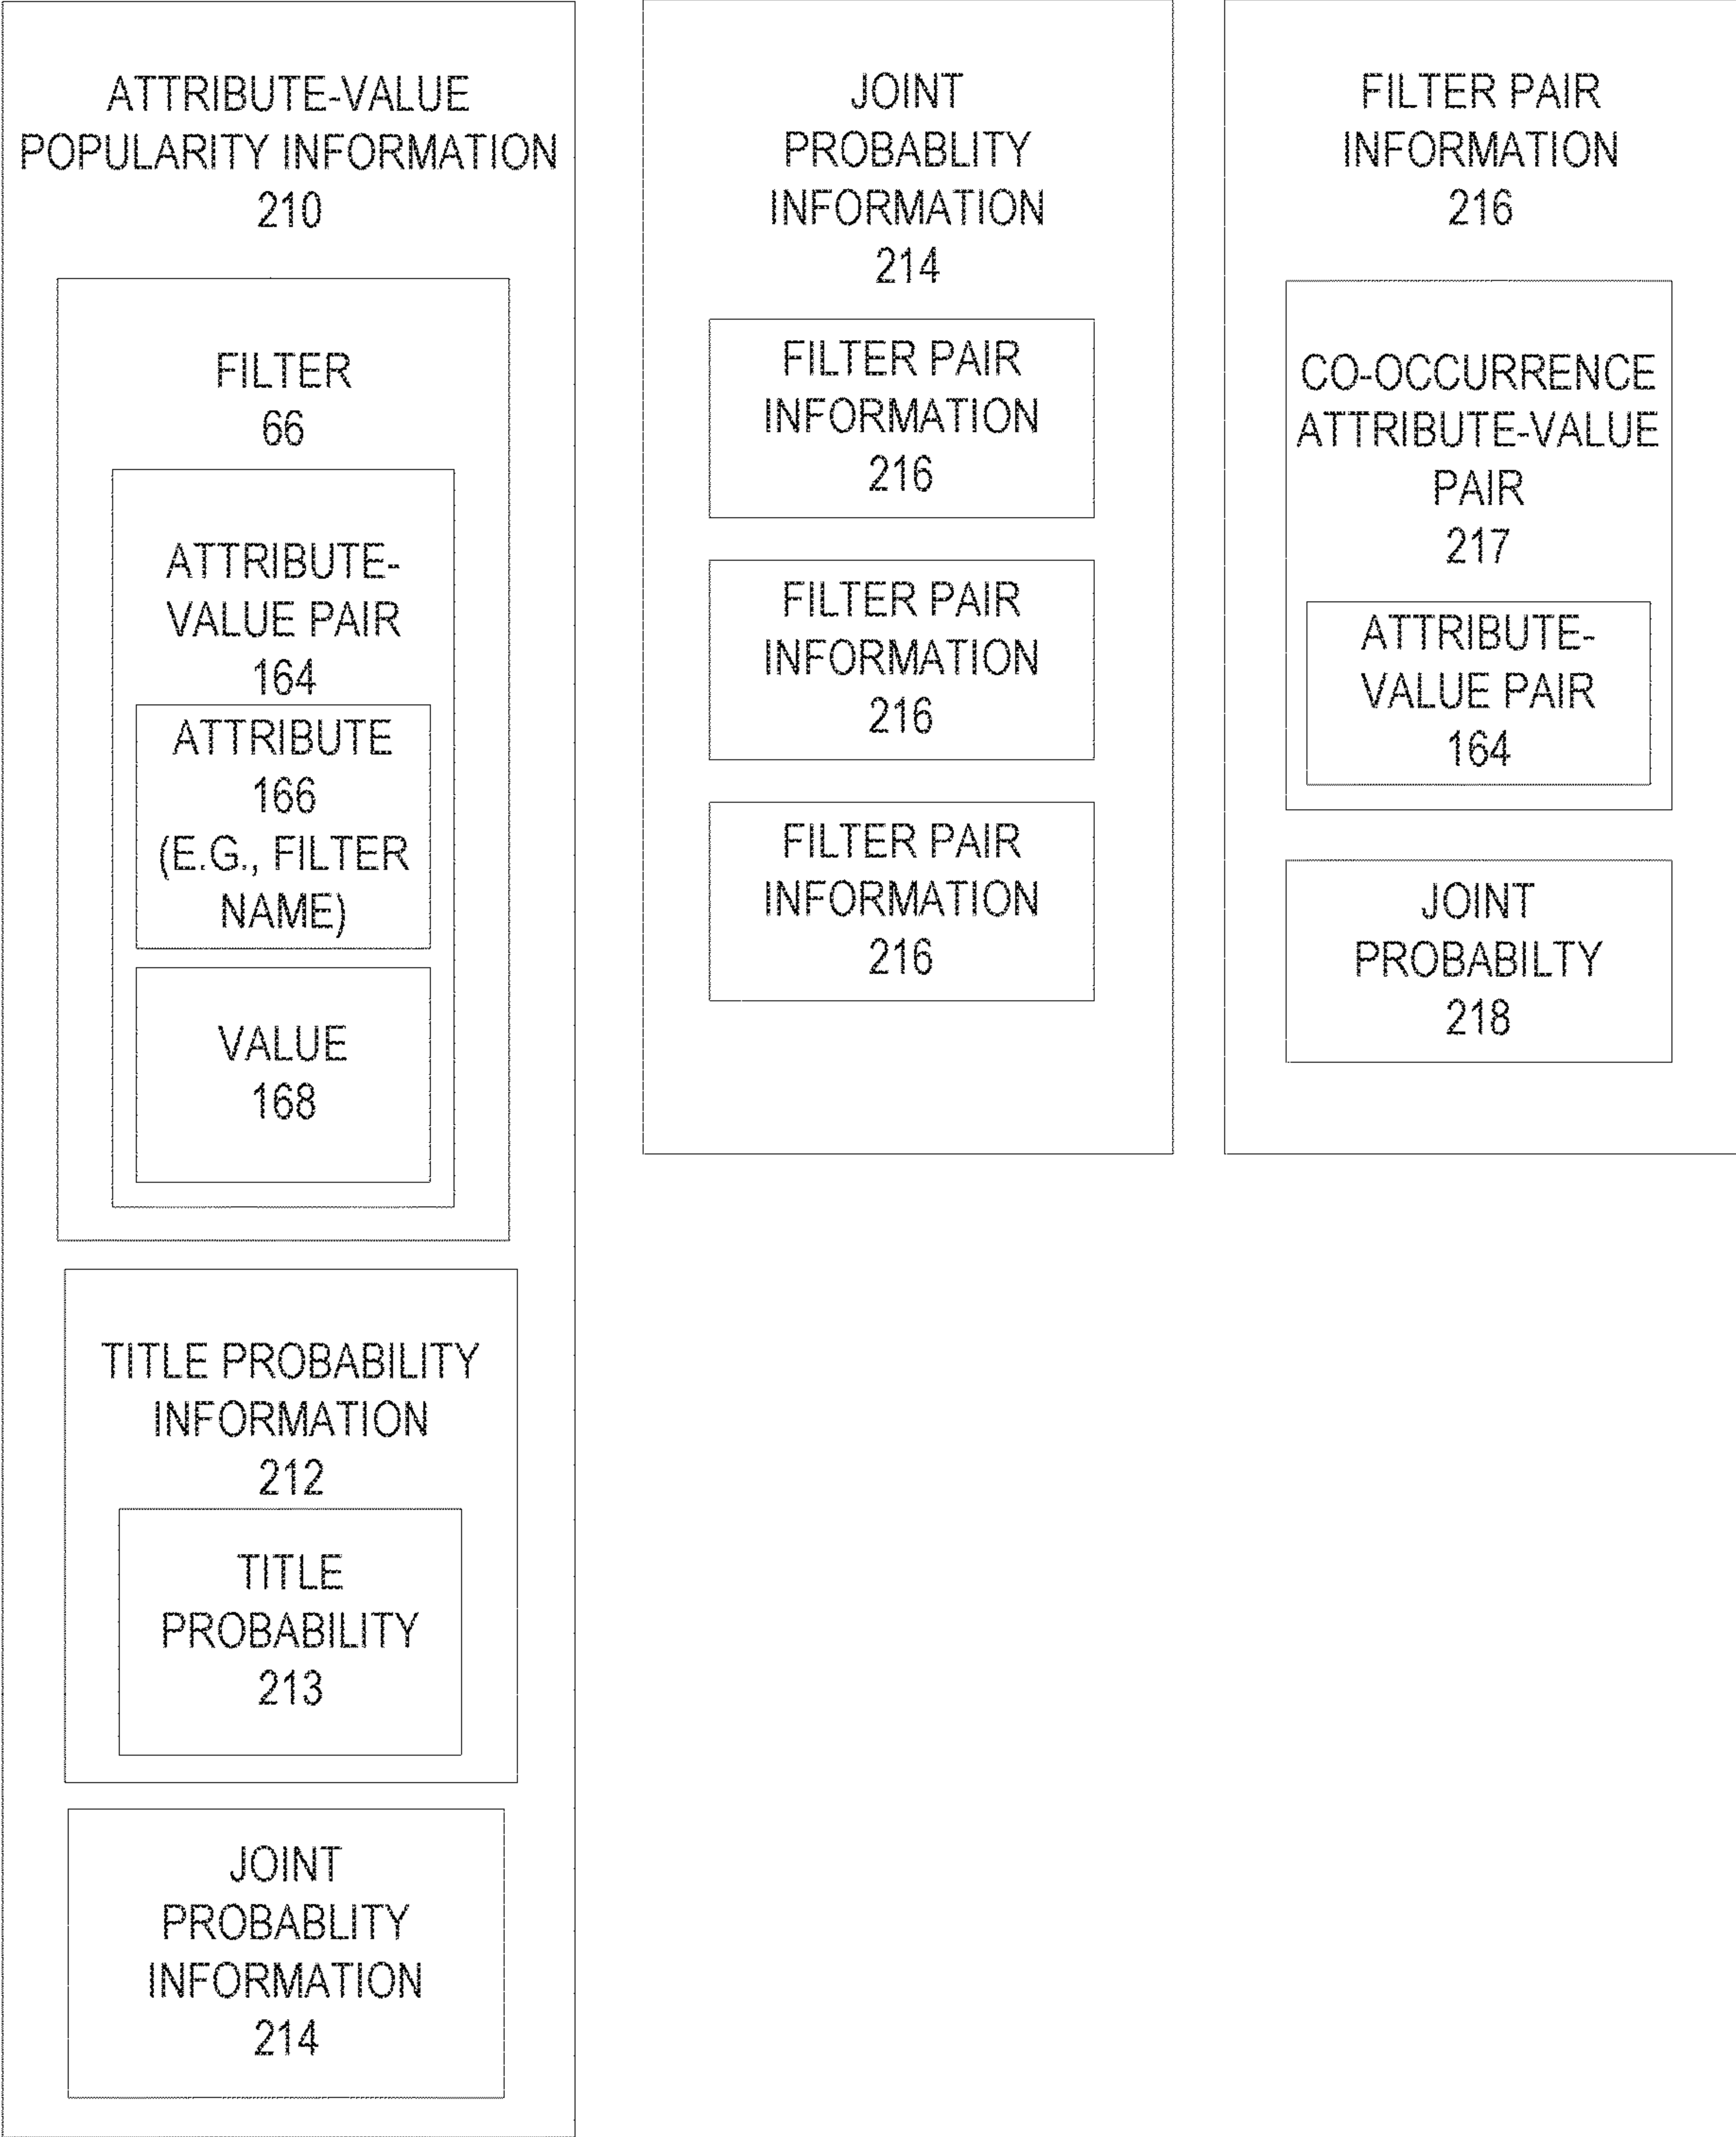 ATTRIBUTE-VALUE
POPULARITY INFORMATION
210
FILTER
66
ATTRIBUTE-
VALUE PAIR
164
ATTRIBUTE
166
(E.G., FILTER
NAME)
VALUE
168
TITLE PROBABILITY
INFORMATION
212
TITLE
PROBABILITY
213
JOINT
PROBABLITY
INFORMATION
214
JOINT
PROBABLITY
INFORMATION
214
FILTER PAIR
INFORMATION
216
FILTER PAIR
INFORMATION
216
FILTER PAIR
INFORMATION
216
FILTER PAIR
INFORMATION
216
CO-OCCURRENCE
ATTRIBUTE-VALUE
PAIR
217
ATTRIBUTE-
VALUE PAIR
164
JOINT
PROBABILTY
218